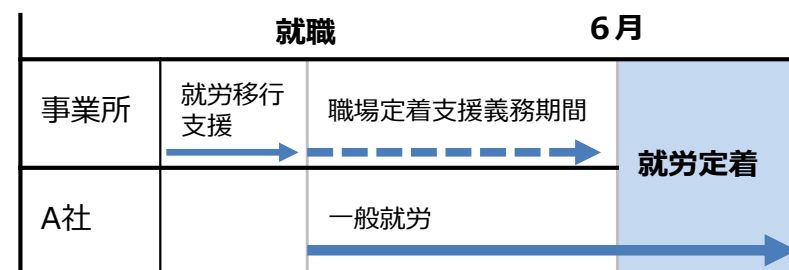 就職
６月
事業所
就労移行
支援
職場定着支援義務期間
就労定着
A社
一般就労